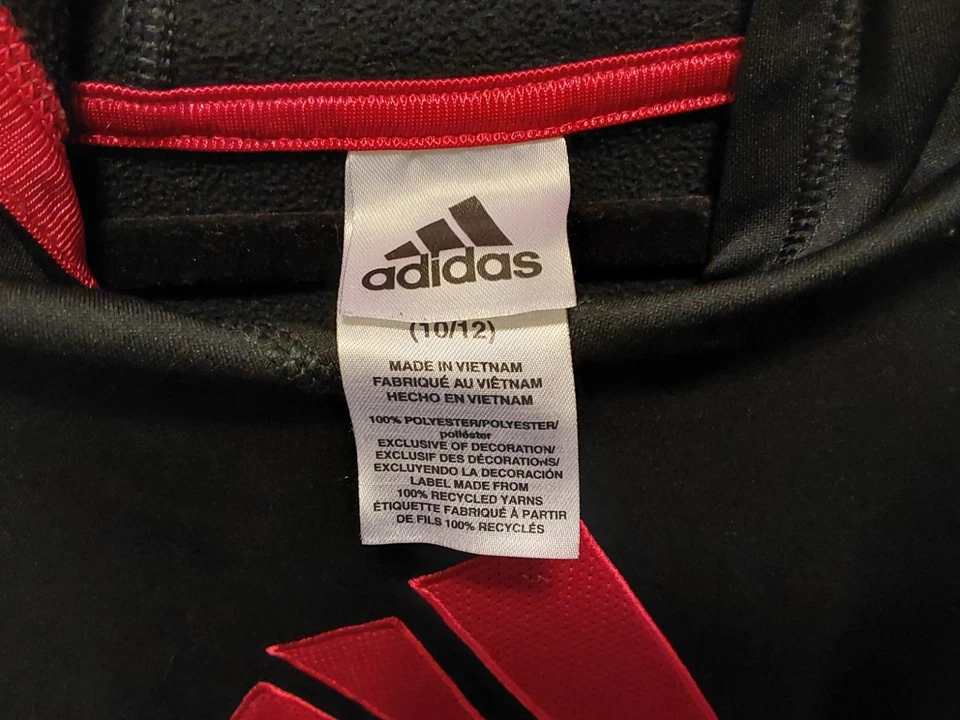 adidas
(10/12)
MADE IN VIETNAM
FABRIQUÉ AU VIÊTNAM
HECHO EN VIETNAM
100% POLYESTER/POLYESTER/
poliéster
EXCLUSIVE OF DECORATION/
EXCLUSIF DES DÉCORATIONS/
EXCLUYENDO LA DECORACIÓN
LABEL MADE FROM
100% RECYCLED YARNS
ÉTIQUETTE FABRIQUÉ À PARTIR
DE FILS 100% RECYCLÉS